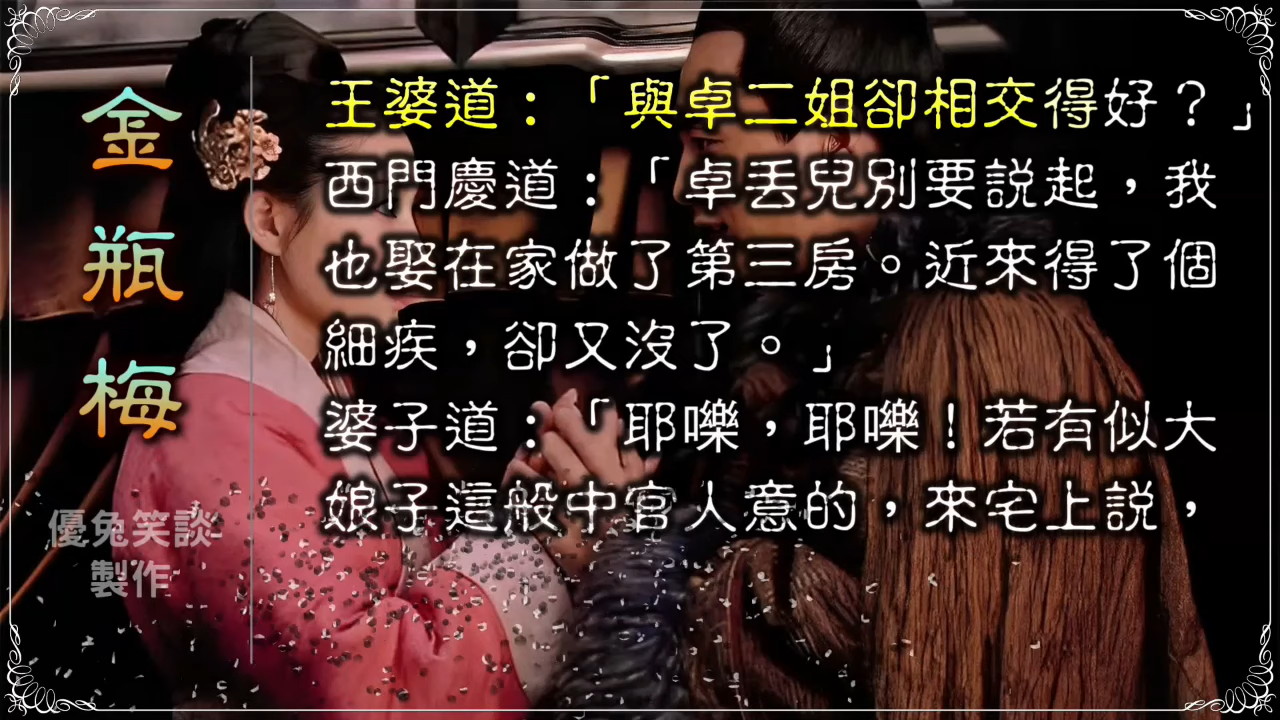 金瓶梅
優兔笑談
製作
王婆道：「與卓二姐卻相交得好？」
西門慶道：「卓丟兒別要說起，我
也娶在家做了第三房。近來得了個
細疾，卻又沒了。」
婆子道：「耶嚛，耶嚛！若有似大
娘子這般中官人意的，來宅上說，